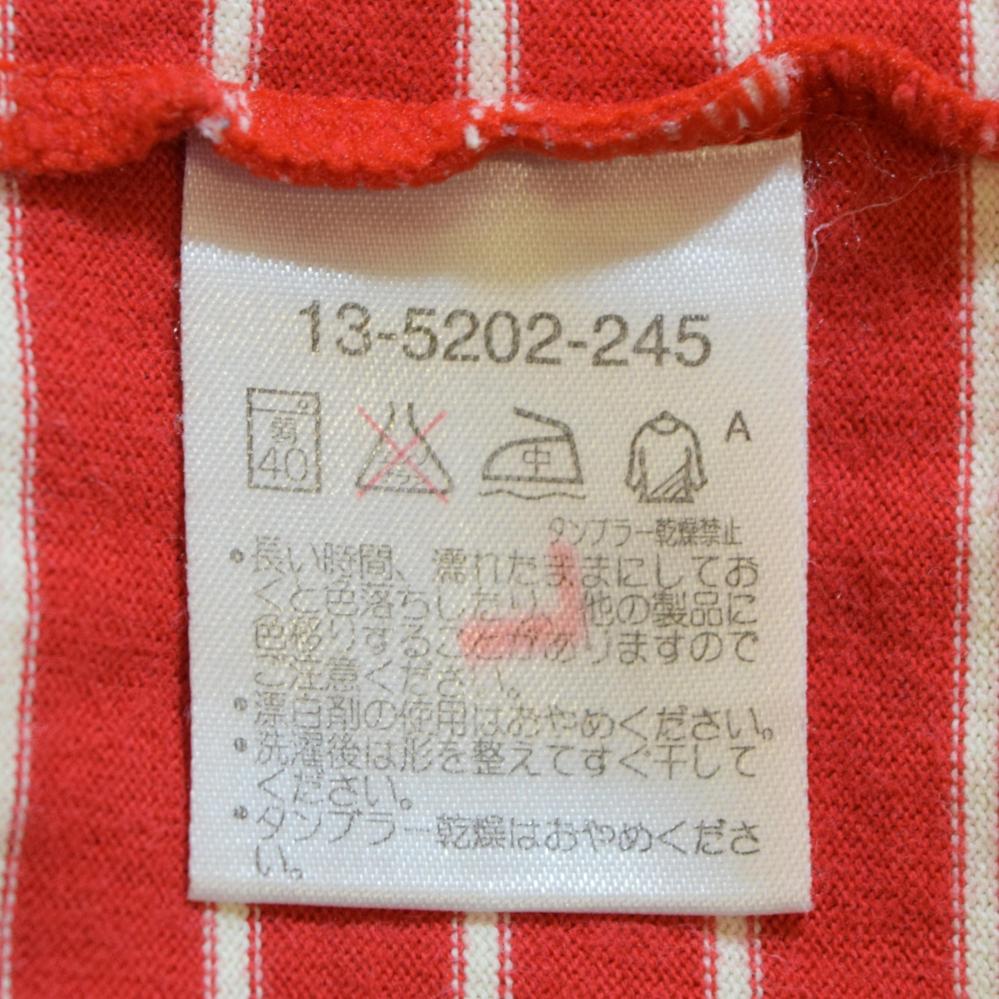 13-5202-245
弱
40
中
A
タンブラー乾燥禁止
・長い時間、濡れたままにしてお
くと色落ちしたり、他の製品に
色移りすることがありますので
ご注意ください。
・漂白剤の使用はおやめください。
・洗濯後は形を整えてすぐ干して
ください。
・タンブラー乾燥はおやめくださ
い。